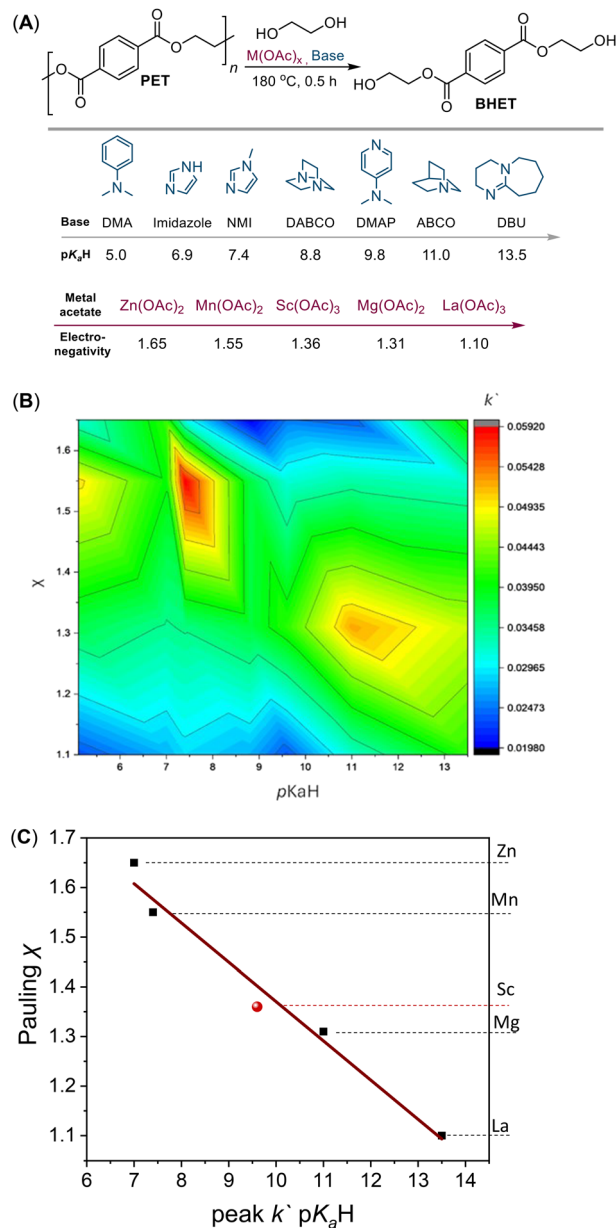 (A)
HO OH
M(OAc)x , Base
180 °C, 0.5 h
O O O O n
PET
HO O O O O OH
BHET
N NH N N N N N N N N N N N
Base DMA Imidazole NMI DABCO DMAP ABCO DBU
pKaH 5.0 6.9 7.4 8.8 9.8 11.0 13.5
Metal acetate Zn(OAc)2 Mn(OAc)2 Sc(OAc)3 Mg(OAc)2 La(OAc)3
Electro-
negativity 1.65 1.55 1.36 1.31 1.10
(B)
k`
1.6
1.5
1.4
1.3
1.2
1.1
χ
6 7 8 9 10 11 12 13
pKaH
0.05920
0.05428
0.04935
0.04443
0.03950
0.03458
0.02965
0.02473
0.01980
(C)
1.7
1.6
1.5
1.4
1.3
1.2
1.1
Pauling χ
Zn
Mn
Sc
Mg
La
6 7 8 9 10 11 12 13 14
peak k` pKaH